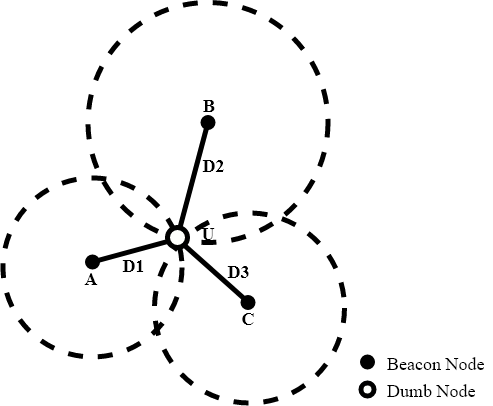 B
D2
U
D1
D3
A
C
Beacon Node
Dumb Node